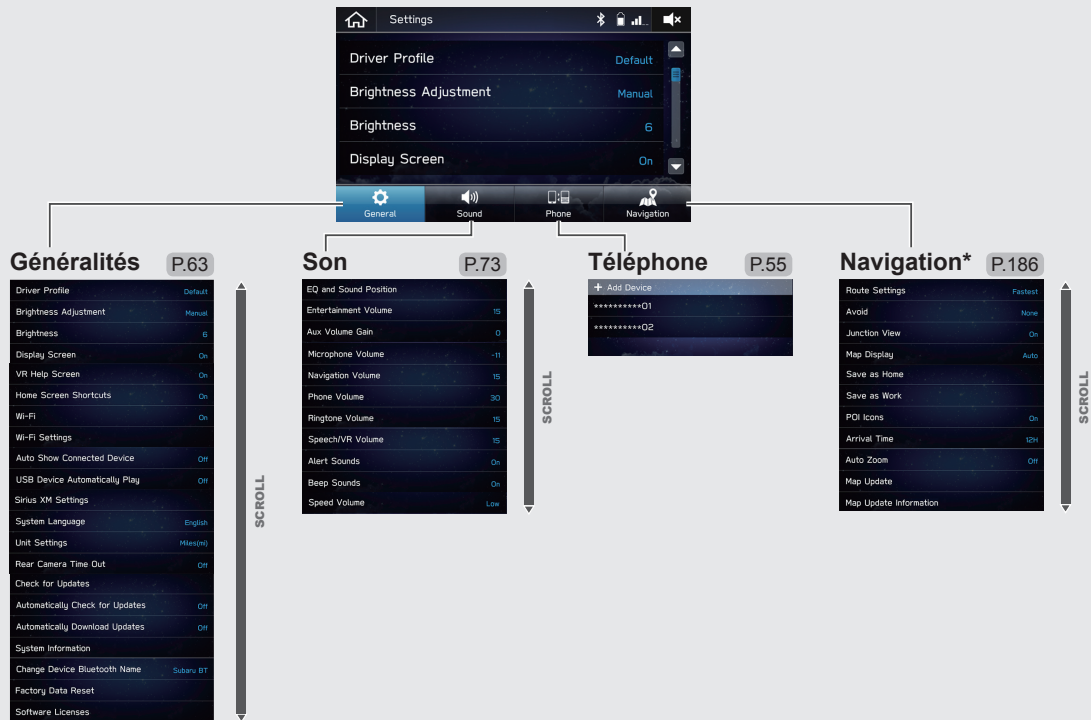 Settings
Driver Profile Default
Brightness Adjustment Manual
Brightness 6
Display Screen On
General Sound Phone Navigation
Généralités P.63
Driver Profile Default
Brightness Adjustment Manual
Brightness 6
Display Screen On
VR Help Screen On
Home Screen Shortcuts On
Wi-Fi On
Wi-Fi Settings
Auto Show Connected Device Off
USB Device Automatically Play Off
Sirius XM Settings
System Language English
Unit Settings Miles(mi)
Rear Camera Time Out Off
Check for Updates
Automatically Check for Updates Off
Automatically Download Updates Off
System Information
Change Device Bluetooth Name Subaru BT
Factory Data Reset
Software Licenses
SCROLL
Son P.73
EQ and Sound Position
Entertainment Volume 15
Aux Volume Gain 0
Microphone Volume -11
Navigation Volume 15
Phone Volume 30
Ringtone Volume 15
Speech/VR Volume 15
Alert Sounds On
Beep Sounds On
Speed Volume Low
SCROLL
Téléphone P.55
+ Add Device
**********01
**********02
Navigation* P.186
Route Settings Fastest
Avoid None
Junction View On
Map Display Auto
Save as Home
Save as Work
POI Icons On
Arrival Time 12H
Auto Zoom Off
Map Update
Map Update Information
SCROLL